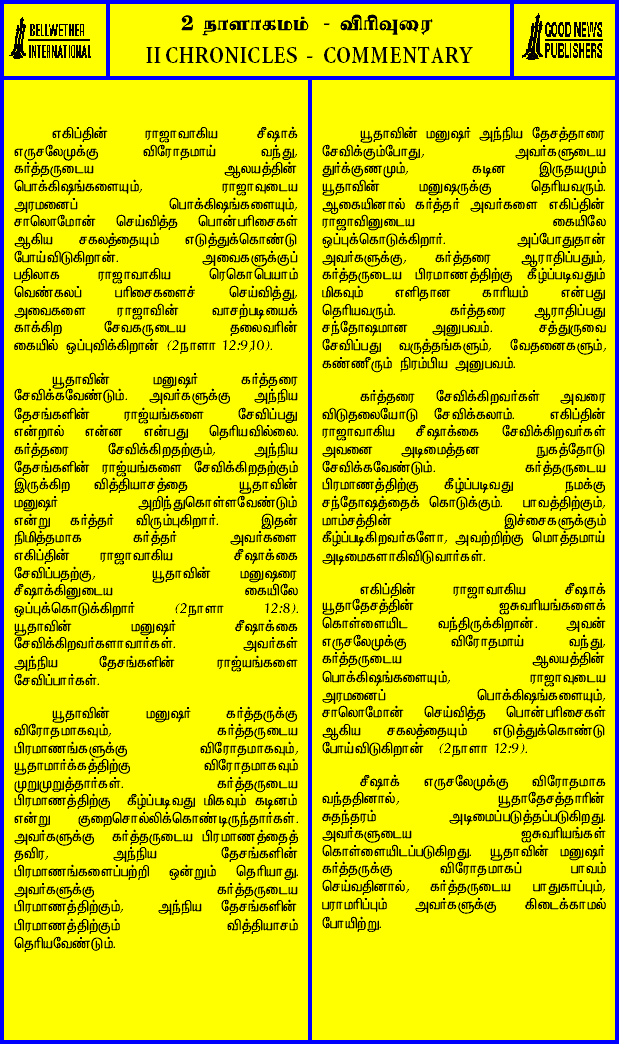 BELLWETHER
INTERNATIONAL
2 நாளாகமம் - விரிவுரை
II CHRONICLES - COMMENTARY
GOOD NEWS
PUBLISHERS
எகிப்தின் ராஜாவாகிய சீஷாக்
எருசலேமுக்கு விரோதமாய் வந்து,
கர்த்தருடைய ஆலயத்தின்
பொக்கிஷங்களையும், ராஜாவுடைய
அரமனைப் பொக்கிஷங்களையும்,
சாலொமோன் செய்வித்த பொன்பரிசைகள்
ஆகிய சகலத்தையும் எடுத்துக்கொண்டு
போய்விடுகிறான். அவைகளுக்குப்
பதிலாக ராஜாவாகிய ரெகொபெயாம்
வெண்கலப் பரிசைகளைச் செய்வித்து,
அவைகளை ராஜாவின் வாசற்படியைக்
காக்கிற சேவகருடைய தலைவரின்
கையில் ஒப்புவிக்கிறான் (2நாளா 12:9,10).
யூதாவின் மனுஷர் கர்த்தரை
சேவிக்கவேண்டும். அவர்களுக்கு அந்நிய
தேசங்களின் ராஜ்யங்களை சேவிப்பது
என்றால் என்ன என்பது தெரியவில்லை.
கர்த்தரை சேவிக்கிறதற்கும், அந்நிய
தேசங்களின் ராஜ்யங்களை சேவிக்கிறதற்கும்
இருக்கிற வித்தியாசத்தை யூதாவின்
மனுஷர் அறிந்துகொள்ளவேண்டும்
என்று கர்த்தர் விரும்புகிறார். இதன்
நிமித்தமாக கர்த்தர் அவர்களை
எகிப்தின் ராஜாவாகிய சீஷாக்கை
சேவிப்பதற்கு, யூதாவின் மனுஷரை
சீஷாக்கினுடைய கையிலே
ஒப்புக்கொடுக்கிறார் (2நாளா 12:8).
யூதாவின் மனுஷர் சீஷாக்கை
சேவிக்கிறவர்களாவார்கள். அவர்கள்
அந்நிய தேசங்களின் ராஜ்யங்களை
சேவிப்பார்கள்.
யூதாவின் மனுஷர் கர்த்தருக்கு
விரோதமாகவும், கர்த்தருடைய
பிரமாணங்களுக்கு விரோதமாகவும்,
யூதாமார்க்கத்திற்கு விரோதமாகவும்
முறுமுறுத்தார்கள். கர்த்தருடைய
பிரமாணத்திற்கு கீழ்ப்படிவது மிகவும் கடினம்
என்று குறைசொல்லிக்கொண்டிருந்தார்கள்.
அவர்களுக்கு கர்த்தருடைய பிரமாணத்தைத்
தவிர, அந்நிய தேசங்களின்
பிரமாணங்களைப்பற்றி ஒன்றும் தெரியாது.
அவர்களுக்கு கர்த்தருடைய
பிரமாணத்திற்கும், அந்நிய தேசங்களின்
பிரமாணத்திற்கும் வித்தியாசம்
தெரியவேண்டும்.
யூதாவின் மனுஷர் அந்நிய தேசத்தாரை
சேவிக்கும்போது, அவர்களுடைய
துர்க்குணமும், கடின இருதயமும்
யூதாவின் மனுஷருக்கு தெரியவரும்.
ஆகையினால் கர்த்தர் அவர்களை எகிப்தின்
ராஜாவினுடைய கையிலே
ஒப்புக்கொடுக்கிறார். அப்போதுதான்
அவர்களுக்கு, கர்த்தரை ஆராதிப்பதும்,
கர்த்தருடைய பிரமாணத்திற்கு கீழ்ப்படிவதும்
மிகவும் எளிதான காரியம் என்பது
தெரியவரும். கர்த்தரை ஆராதிப்பது
சந்தோஷமான அனுபவம். சத்துருவை
சேவிப்பது வருத்தங்களும், வேதனைகளும்,
கண்ணீரும் நிரம்பிய அனுபவம்.
கர்த்தரை சேவிக்கிறவர்கள் அவரை
விடுதலையோடு சேவிக்கலாம். எகிப்தின்
ராஜாவாகிய சீஷாக்கை சேவிக்கிறவர்கள்
அவனை அடிமைத்தன நுகத்தோடு
சேவிக்கவேண்டும். கர்த்தருடைய
பிரமாணத்திற்கு கீழ்ப்படிவது நமக்கு
சந்தோஷத்தைக் கொடுக்கும். பாவத்திற்கும்,
மாம்சத்தின் இச்சைகளுக்கும்
கீழ்ப்படிகிறவர்களோ, அவற்றிற்கு மொத்தமாய்
அடிமைகளாகிவிடுவார்கள்.
எகிப்தின் ராஜாவாகிய சீஷாக்
யூதாதேசத்தின் ஐசுவரியங்களைக்
கொள்ளையிட வந்திருக்கிறான். அவன்
எருசலேமுக்கு விரோதமாய் வந்து,
கர்த்தருடைய ஆலயத்தின்
பொக்கிஷங்களையும், ராஜாவுடைய
அரமனைப் பொக்கிஷங்களையும்,
சாலொமோன் செய்வித்த பொன்பரிசைகள்
ஆகிய சகலத்தையும் எடுத்துக்கொண்டு
போய்விடுகிறான் (2நாளா 12:9).
சீஷாக் எருசலேமுக்கு விரோதமாக
வந்ததினால், யூதாதேசத்தாரின்
சுதந்தரம் அடிமைப்படுத்தப்படுகிறது.
அவர்களுடைய ஐசுவரியங்கள்
கொள்ளையிடப்படுகிறது. யூதாவின் மனுஷர்
கர்த்தருக்கு விரோதமாகப் பாவம்
செய்வதினால், கர்த்தருடைய பாதுகாப்பும்,
பராமரிப்பும் அவர்களுக்கு கிடைக்காமல்
போயிற்று.